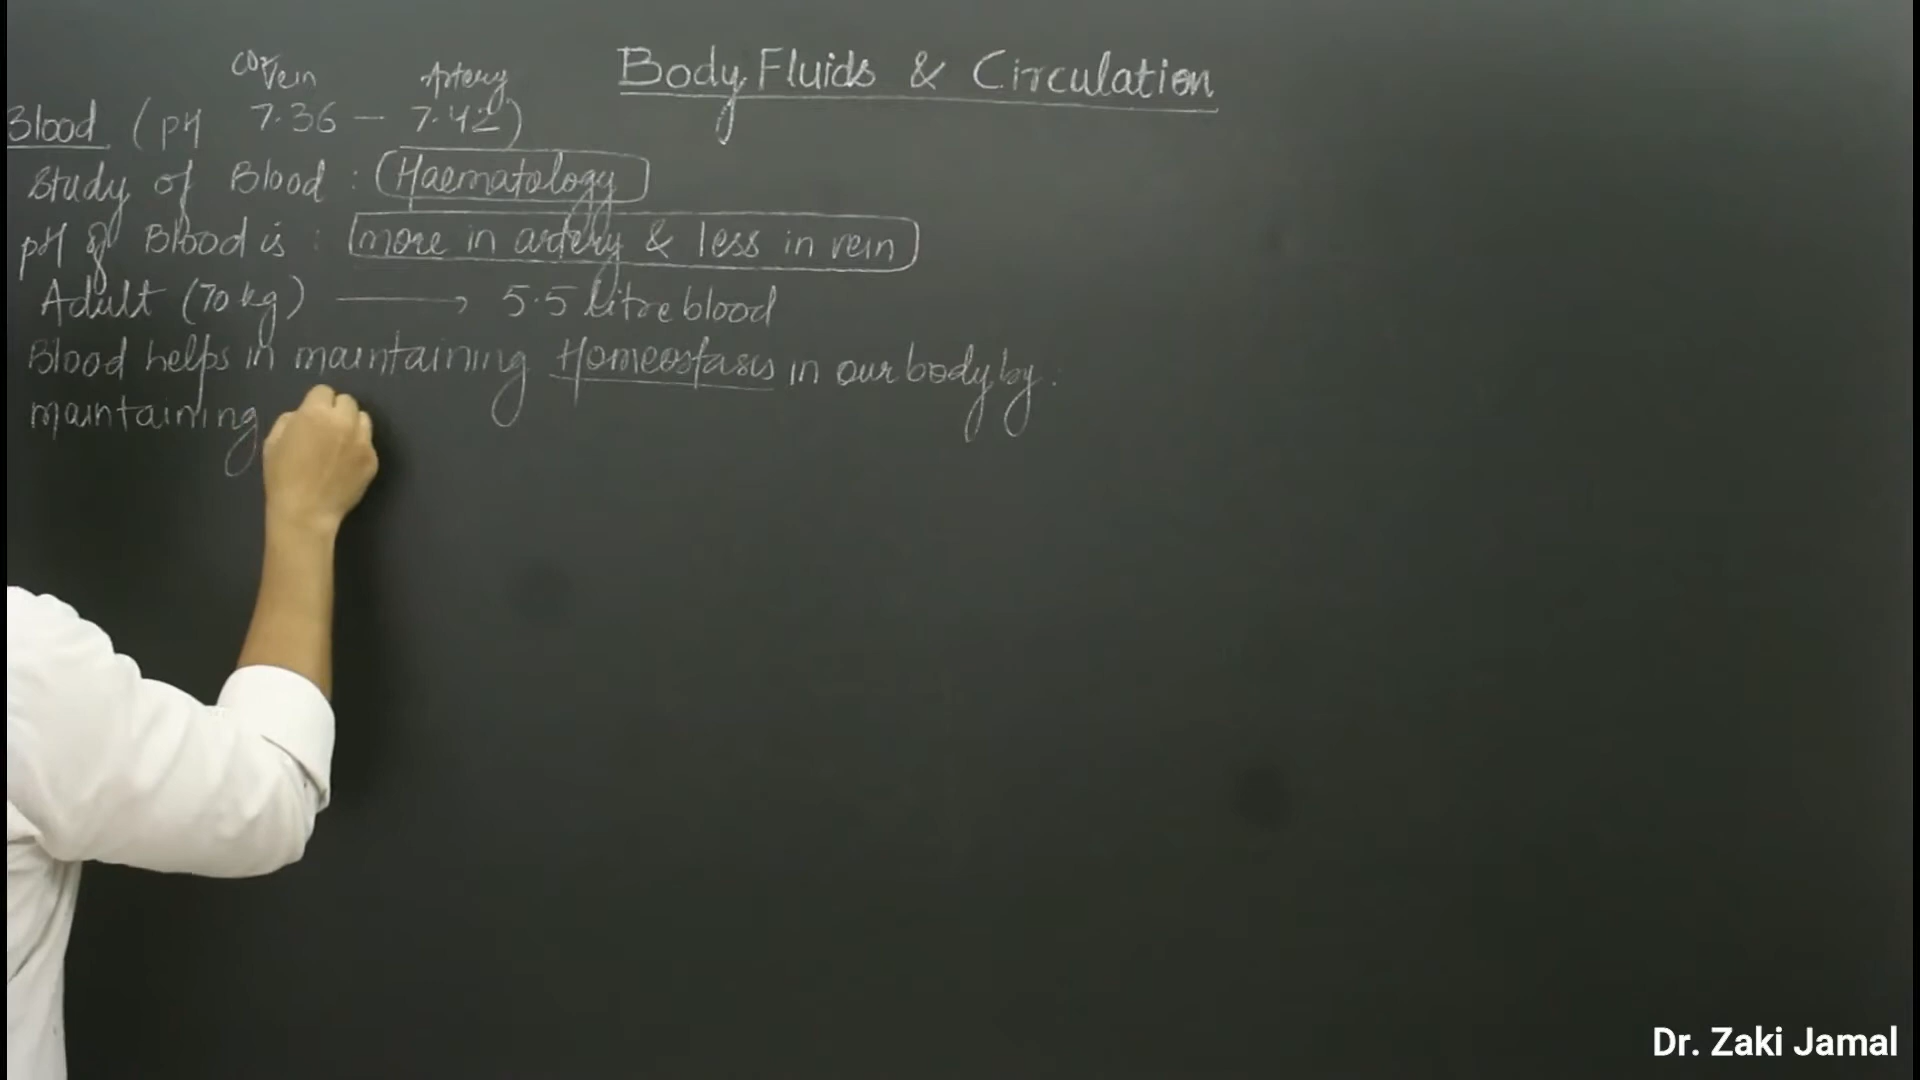 Body Fluids & Circulation
CO₂ Vein Artery
Blood (pH 7.36 — 7.42)
Study of Blood : Haematology
pH of Blood is : more in artery & less in vein
Adult (70 kg) → 5.5 litre blood
Blood helps in maintaining Homeostasis in our body by :
maintaining
Dr. Zaki Jamal